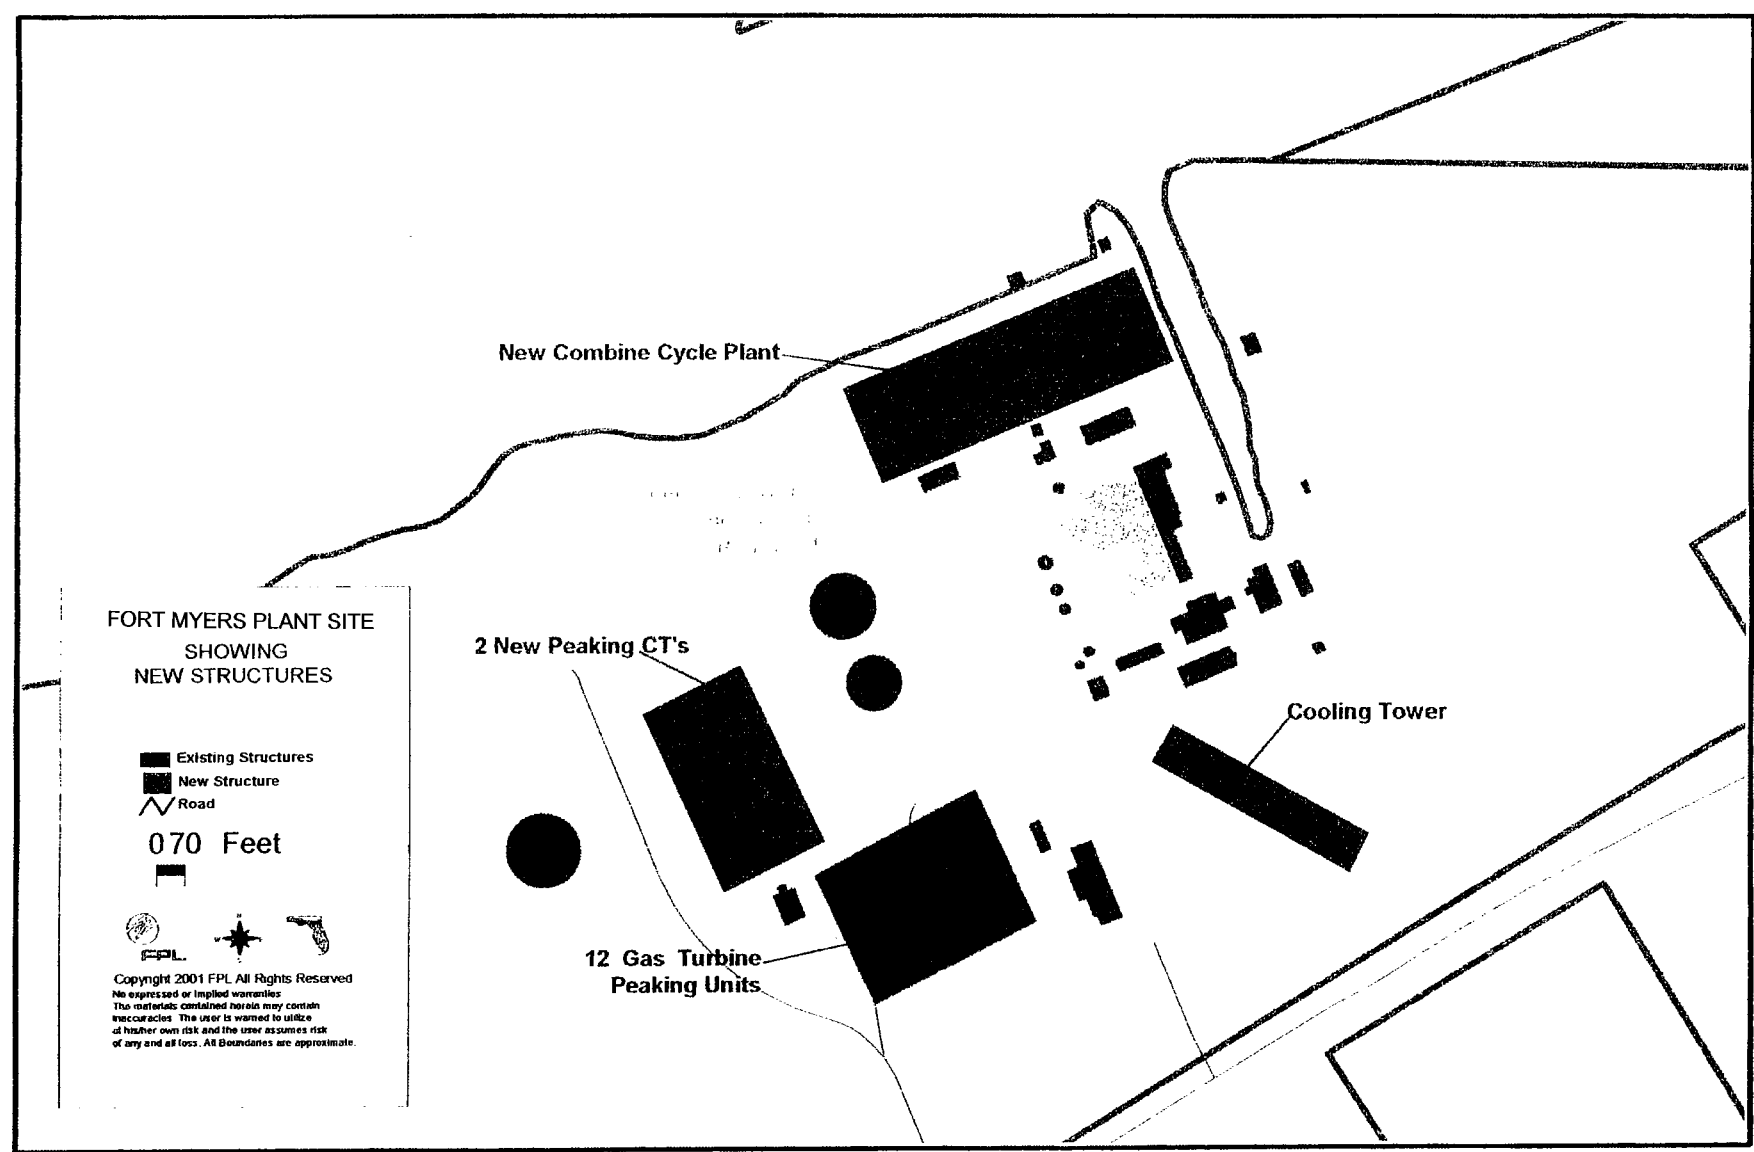 New Combine Cycle Plant
2 New Peaking CT's
Cooling Tower
12 Gas Turbine
Peaking Units
FORT MYERS PLANT SITE
SHOWING
NEW STRUCTURES
Existing Structures
New Structure
Road
0 70 Feet
N
W
FPL
Copyright 2001 FPL All Rights Reserved
No expressed or Implied warranties
The materials contained herein may contain
inaccuracies The user is warned to utilize
at his/her own risk and the user assumes risk
of any and all loss. All Boundaries are approximate.